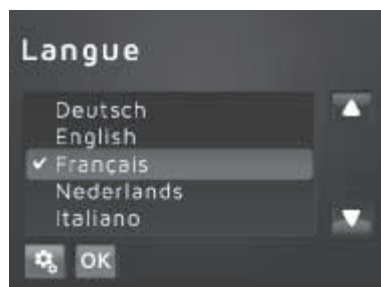 Langue
Deutsch
English
Français
Nederlands
Italiano
OK